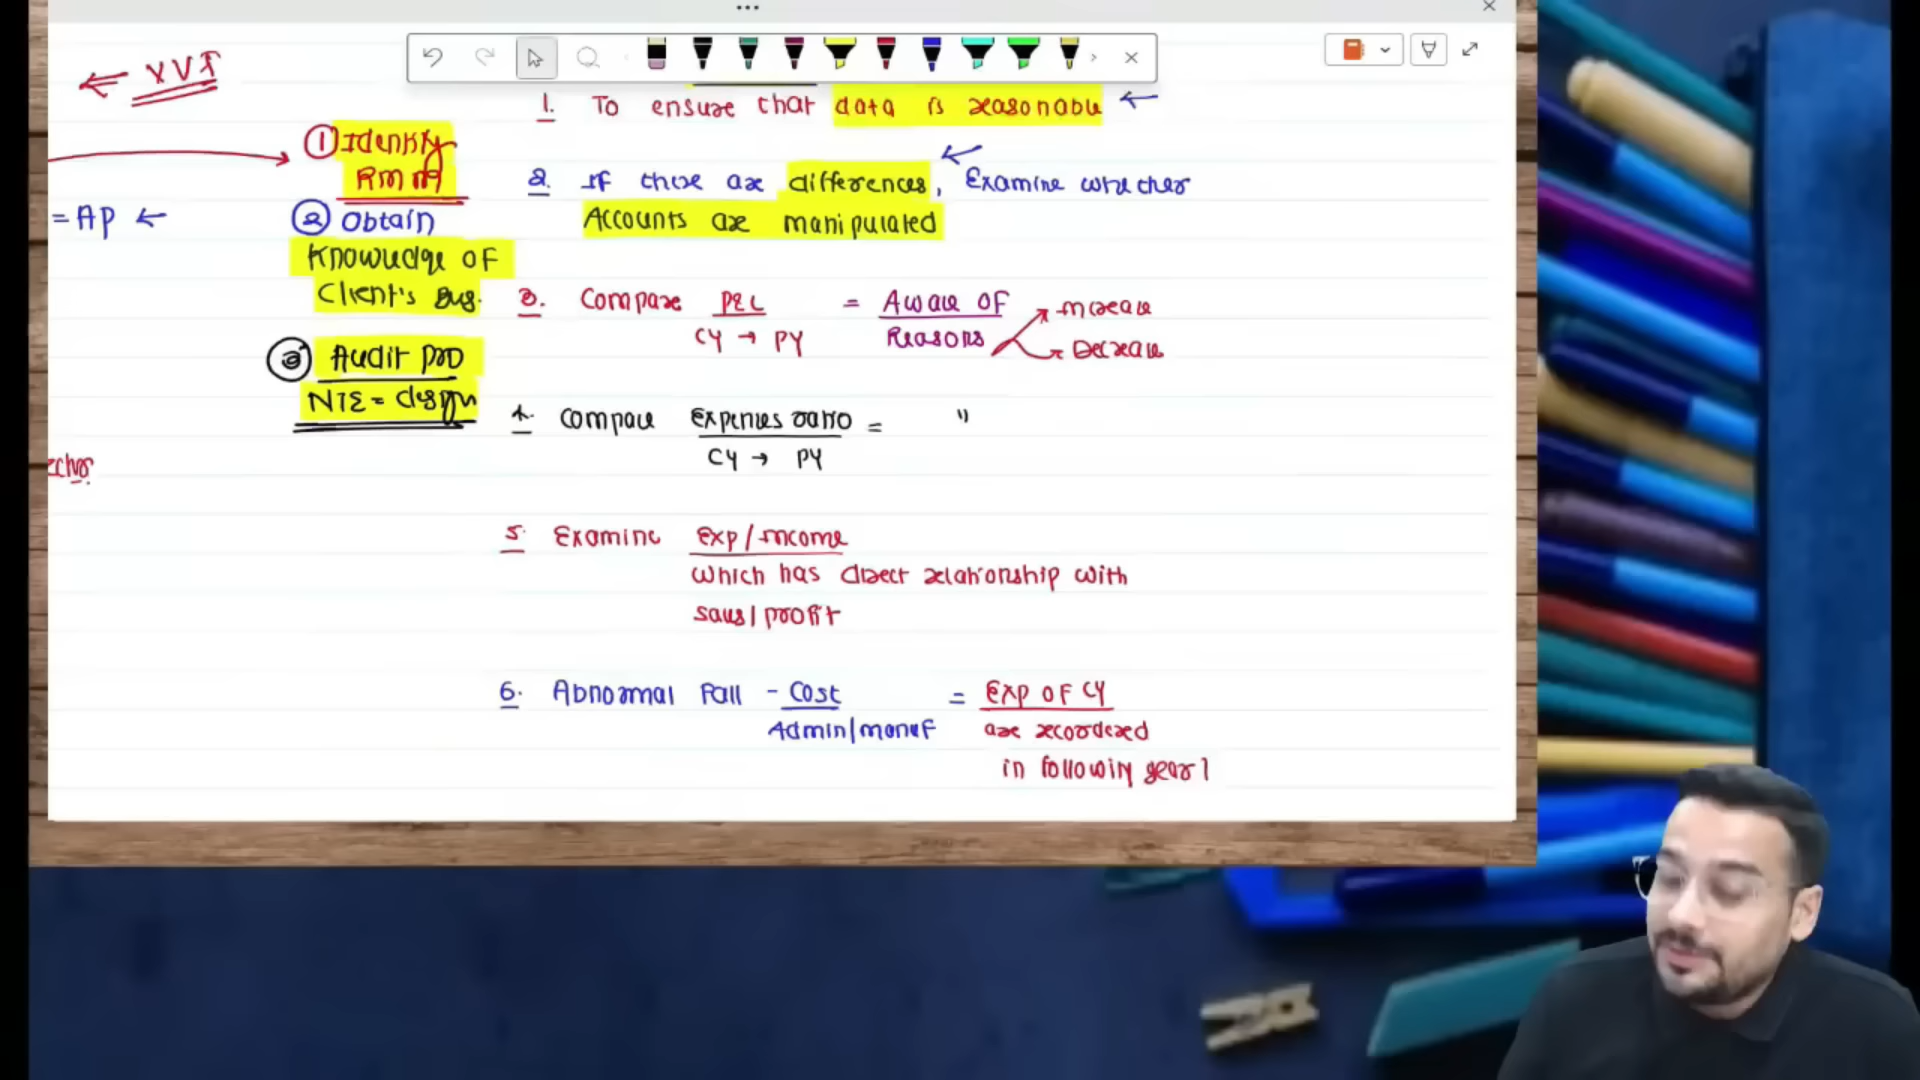 ← YVI
① Identify
RMM
= AP ←
② Obtain
Knowledge of
Client's Bus.
③ Audit pro
NTE = design
1. To ensure that data is reasonable ←
2. If there are differences, Examine whether
Accounts are manipulated
3. Compare P&L = Aware of → Increase
CY → PY Reasons → Decrease
4. Compare Expenses ratio = "
CY → PY
5. Examine Exp/Income
which has direct relationship with
sales/profit
6. Abnormal Fall - Cost = Exp of CY
Admin/manuf are recordered
in following year!